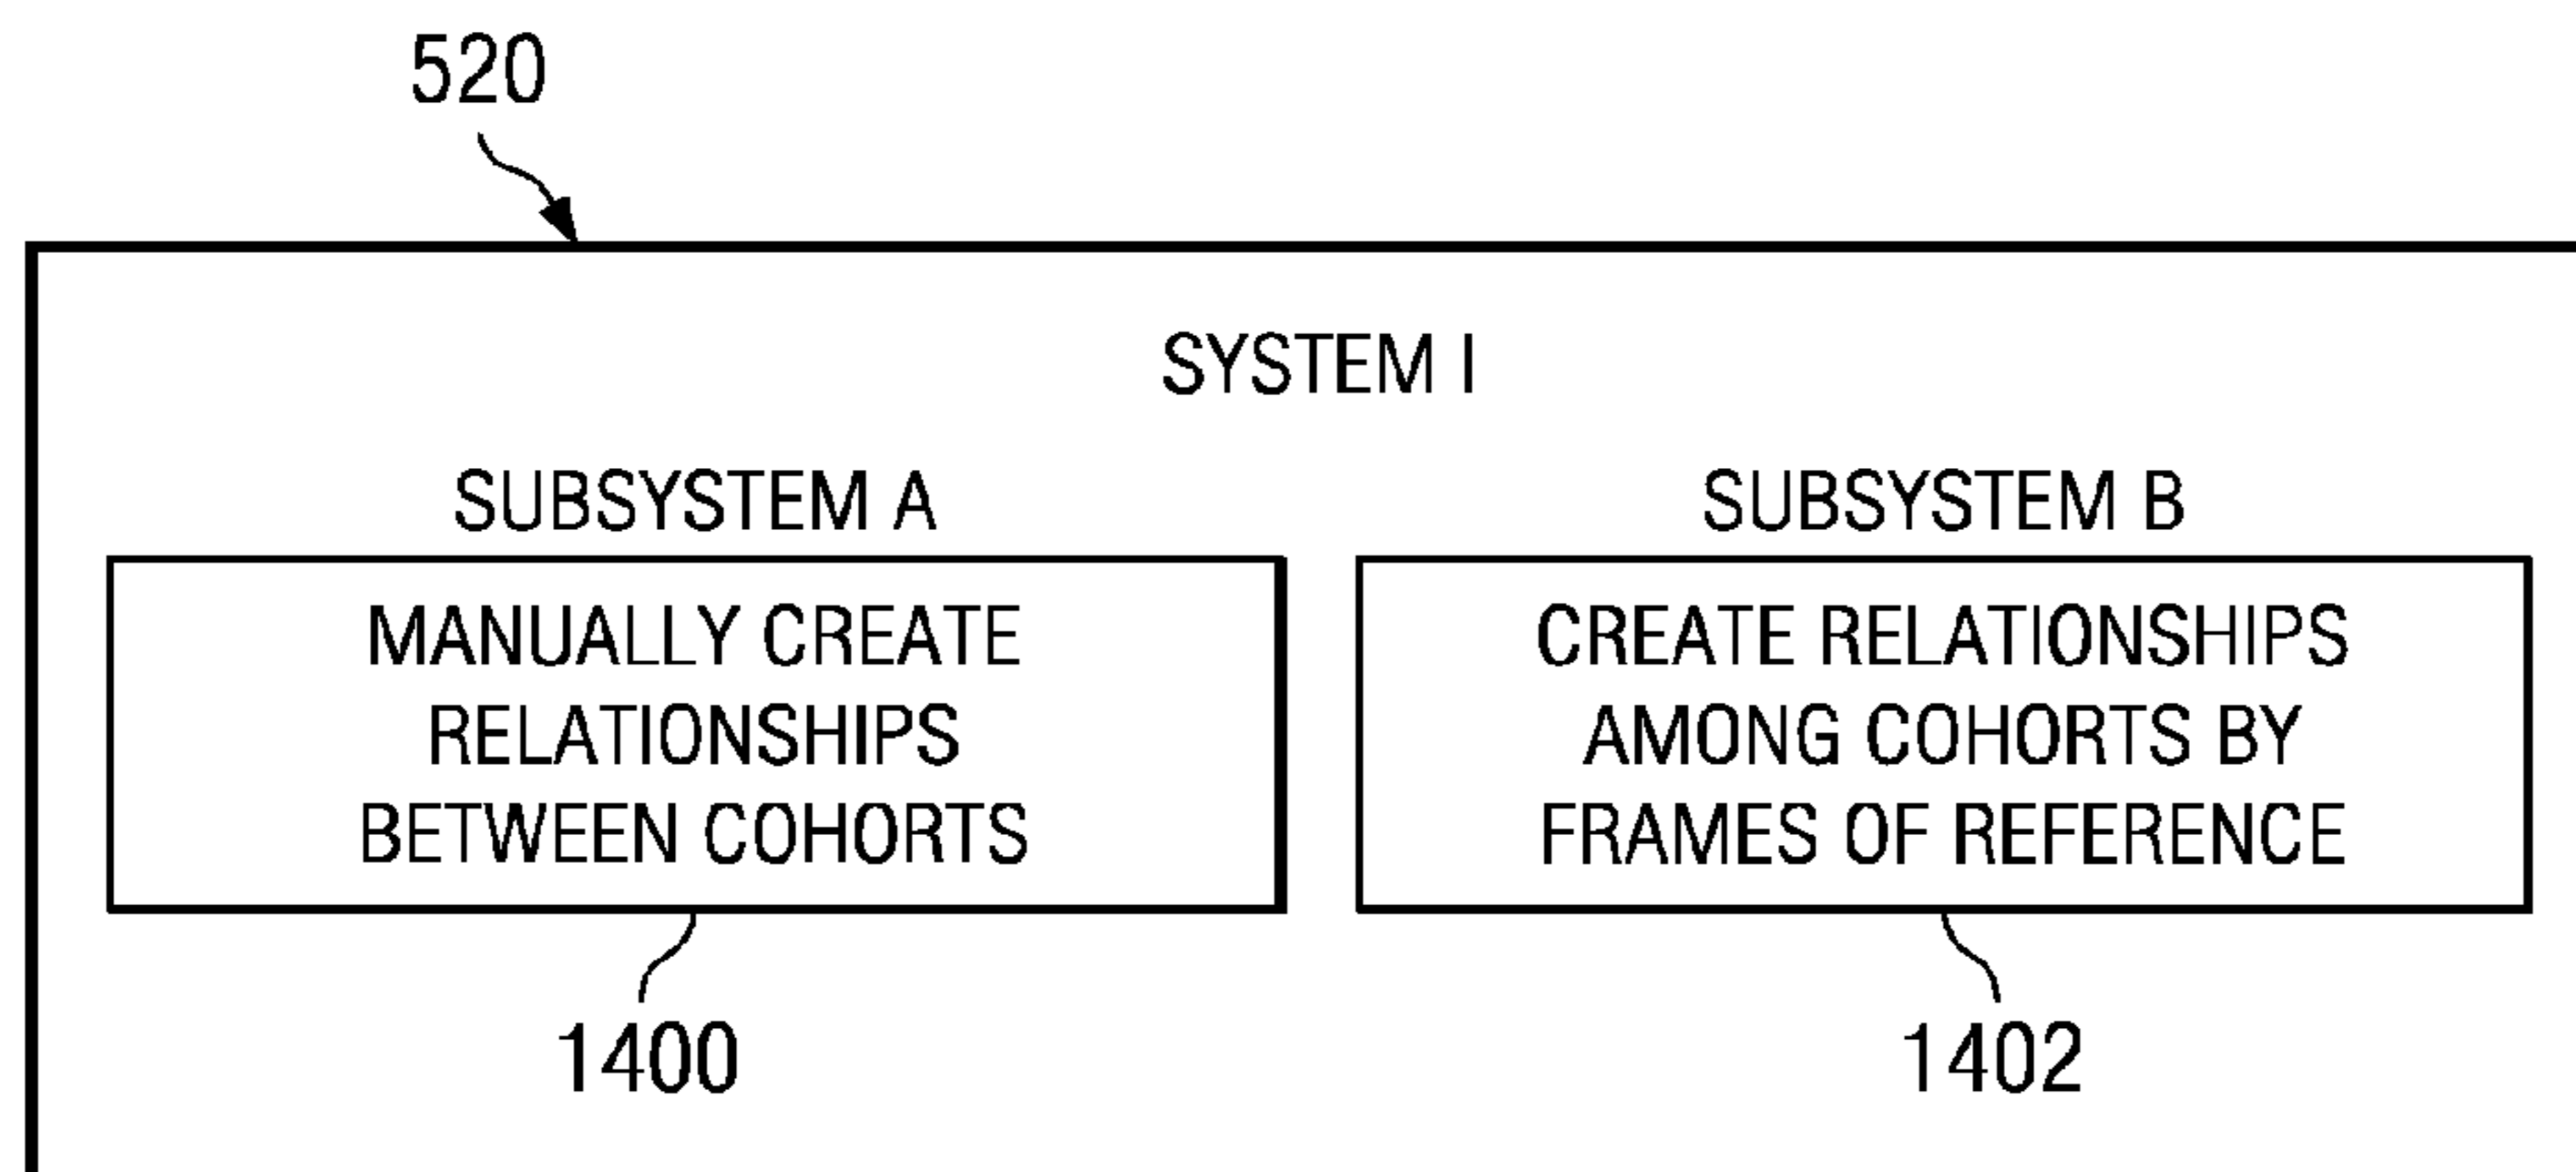 520
SYSTEM I
SUBSYSTEM A
MANUALLY CREATE
RELATIONSHIPS
BETWEEN COHORTS
1400
SUBSYSTEM B
CREATE RELATIONSHIPS
AMONG COHORTS BY
FRAMES OF REFERENCE
1402